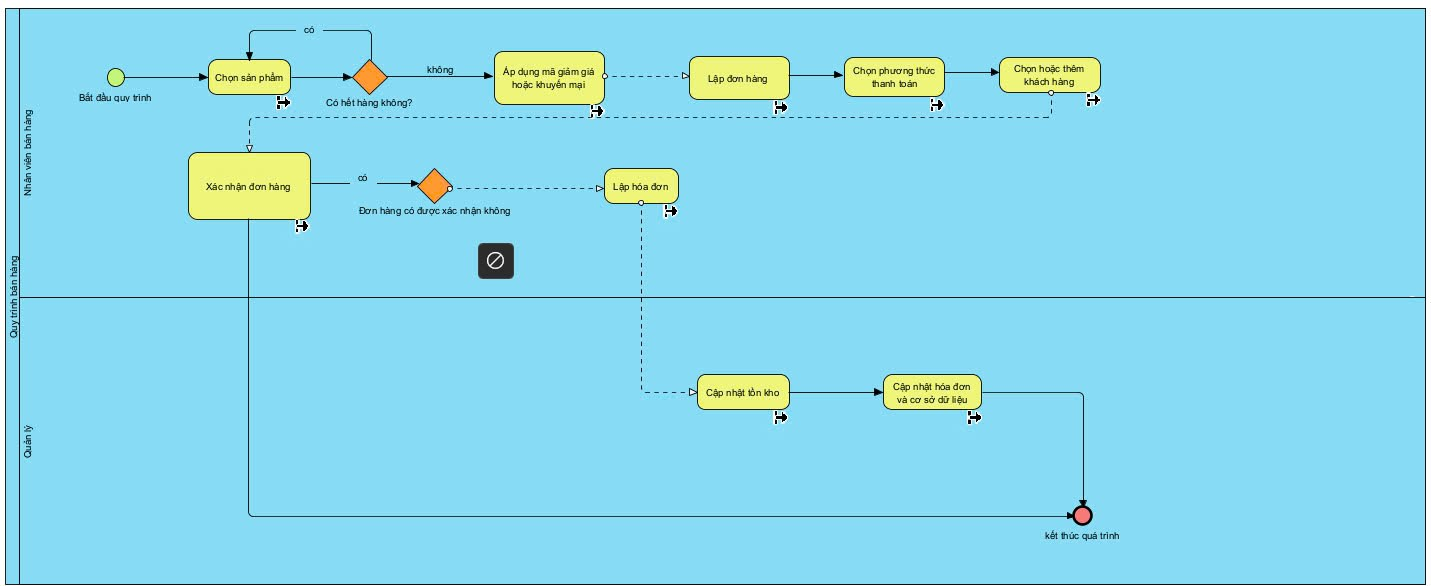 có
Chọn sản phẩm
không
Áp dụng mã giảm giá
hoặc khuyến mại
Lập đơn hàng
Chọn phương thức
thanh toán
Chọn hoặc thêm
khách hàng
Bắt đầu quy trình
Có hết hàng không?
Nhân viên bán hàng
Xác nhận đơn hàng
có
Lập hóa đơn
Đơn hàng có được xác nhận không
Quy trình bán hàng
Cập nhật tồn kho
Cập nhật hóa đơn
và cơ sở dữ liệu
Quản lý
kết thúc quá trình